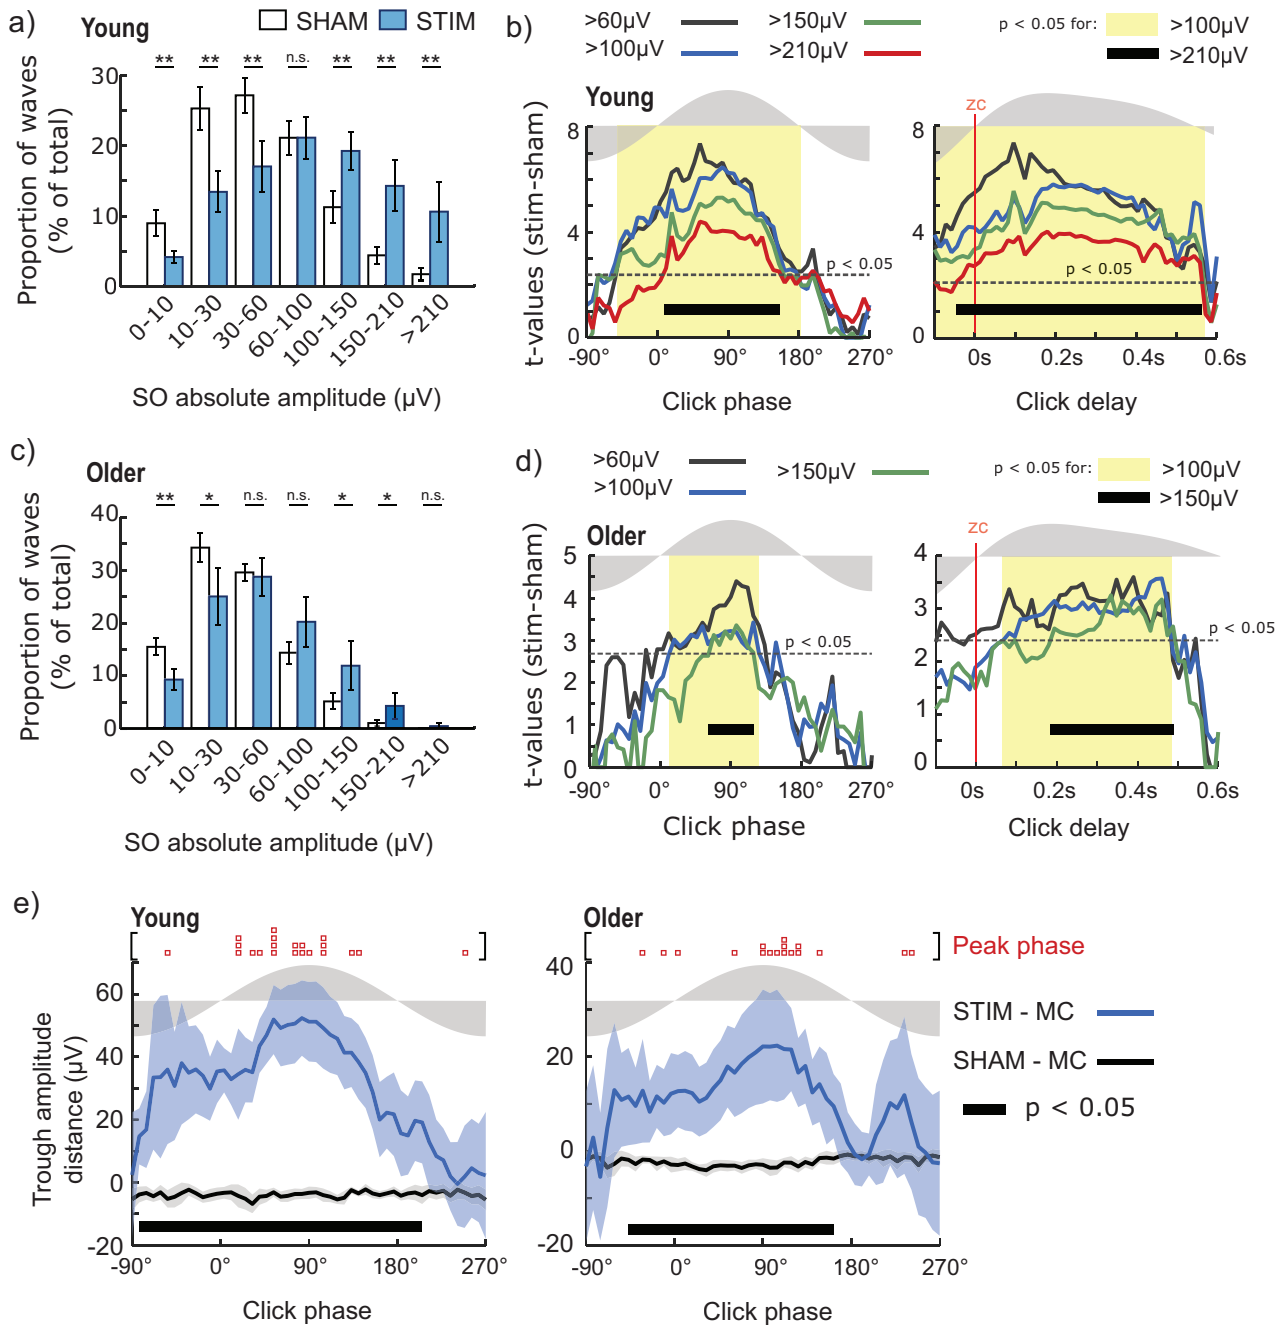 a)
Young
SHAM
STIM
** ** ** n.s. ** ** **
Proportion of waves
(% of total)
30
20
10
0
0-10
10-30
30-60
60-100
100-150
150-210
>210
SO absolute amplitude (µV)
b)
>60µV
>150µV
>100µV
>210µV
p < 0.05 for:
>100µV
>210µV
Young
t-values (stim-sham)
8
4
2
0
p < 0.05
-90° 0° 90° 180° 270°
Click phase
zc
8
4
0
p < 0.05
0s 0.2s 0.4s 0.6s
Click delay
c)
Older
** * n.s. n.s. * * n.s.
Proportion of waves
(% of total)
40
30
20
10
0
0-10
10-30
30-60
60-100
100-150
150-210
>210
SO absolute amplitude (µV)
d)
>60µV
>150µV
>100µV
p < 0.05 for:
>100µV
>150µV
Older
t-values (stim-sham)
5
4
3
2
1
0
p < 0.05
-90° 0° 90° 180° 270°
Click phase
zc
4
3
2
1
0
p < 0.05
0s 0.2s 0.4s 0.6s
Click delay
e)
Young
Trough amplitude
distance (µV)
60
40
20
0
-20
-90° 0° 90° 180° 270°
Click phase
Older
40
20
0
-20
-90° 0° 90° 180° 270°
Click phase
Peak phase
STIM - MC
SHAM - MC
p < 0.05